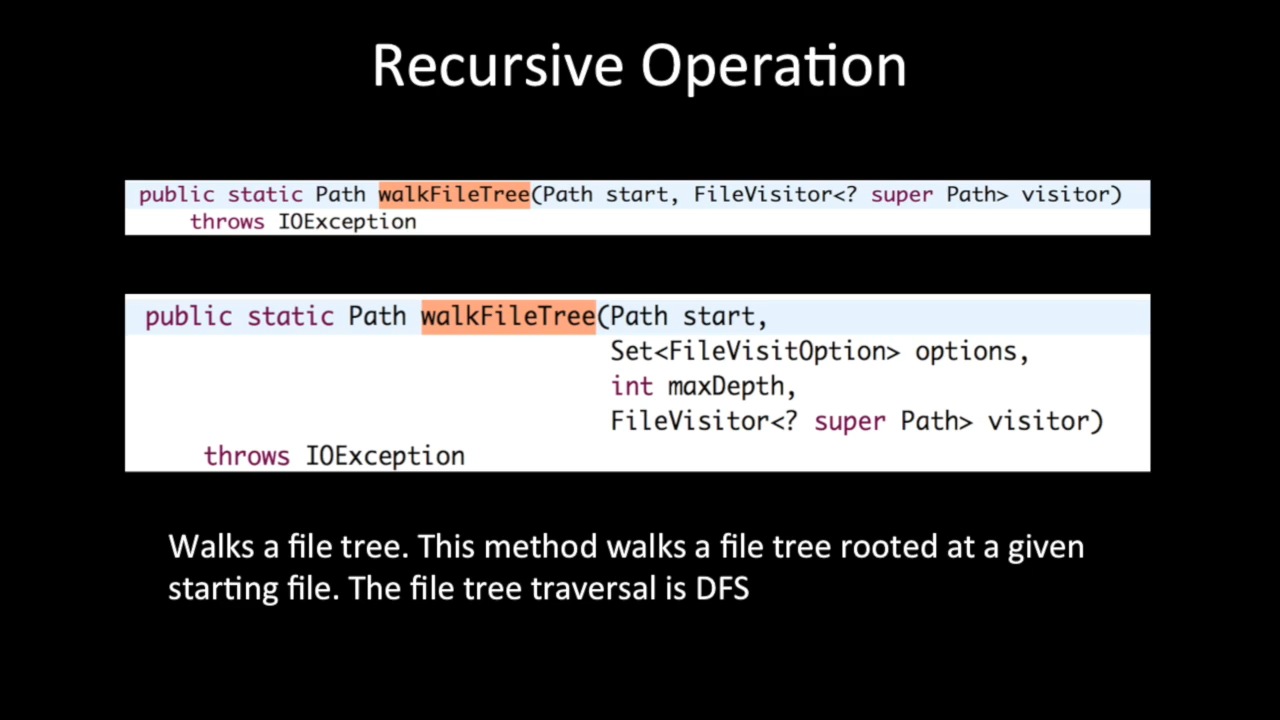 Recursive Operation
public static Path walkFileTree(Path start, FileVisitor<? super Path> visitor)
throws IOException
public static Path walkFileTree(Path start,
Set<FileVisitOption> options,
int maxDepth,
FileVisitor<? super Path> visitor)
throws IOException
Walks a file tree. This method walks a file tree rooted at a given
starting file. The file tree traversal is DFS